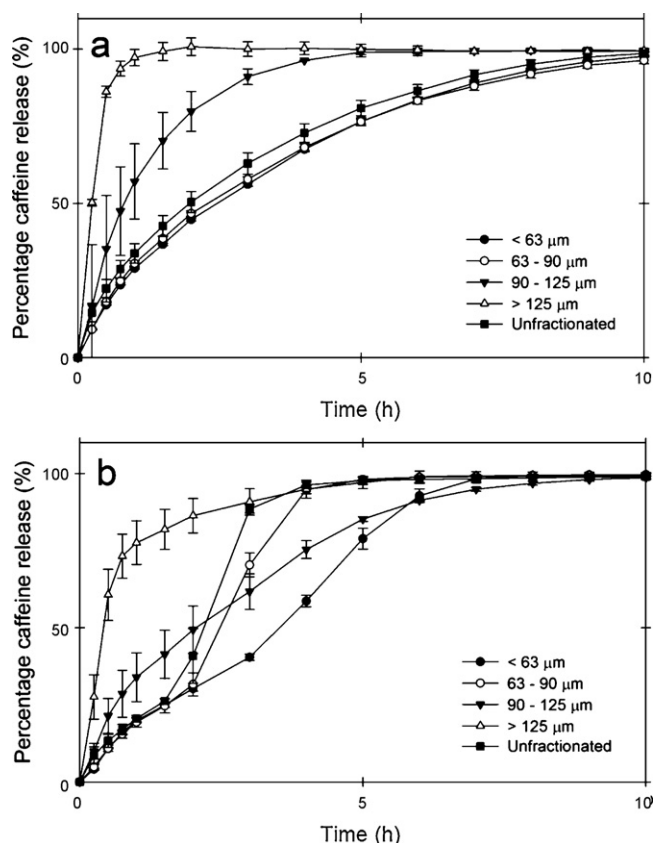 a
Percentage caffeine release (%)
100
50
0
< 63 μm
63 - 90 μm
90 - 125 μm
> 125 μm
Unfractionated
0
5
10
Time (h)
b
Percentage caffeine release (%)
100
50
0
< 63 μm
63 - 90 μm
90 - 125 μm
> 125 μm
Unfractionated
0
5
10
Time (h)